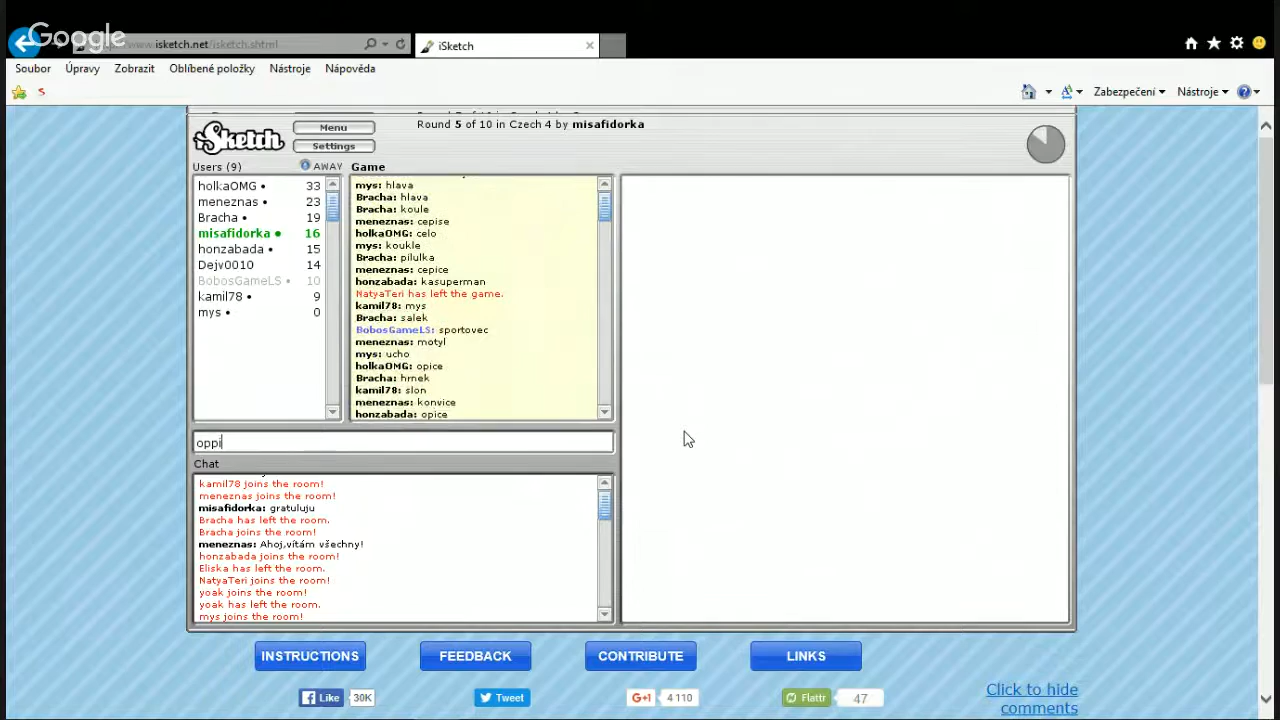 Google
www.isketch.net/isketch.shtml
iSketch
Soubor Úpravy Zobrazit Oblíbené položky Nástroje Nápověda
S
Zabezpečení Nástroje
iSketch
Menu
Settings
Round 5 of 10 in Czech 4 by misafidorka
Users (9)
AWAY
holkaOMG • 33
meneznas • 23
Bracha • 19
misafidorka • 16
honzabada • 15
Dejv0010 14
BobosGameLS • 10
kamil78 • 9
mys • 0
Game
mys: hlava
Bracha: hlava
Bracha: koule
meneznas: cepise
holkaOMG: celo
mys: koukle
Bracha: pilulka
meneznas: cepice
honzabada: kasuperman
NatyaTeri has left the game.
kamil78: mys
Bracha: salek
BobosGameLS: sportovec
meneznas: motyl
mys: ucho
holkaOMG: opice
Bracha: hrnek
kamil78: slon
meneznas: konvice
honzabada: opice
oppi
Chat
kamil78 joins the room!
meneznas joins the room!
misafidorka: gratuluju
Bracha has left the room.
Bracha joins the room!
meneznas: Ahoj,vítám všechny!
honzabada joins the room!
Eliska has left the room.
NatyaTeri joins the room!
yoak joins the room!
yoak has left the room.
mys joins the room!
INSTRUCTIONS FEEDBACK CONTRIBUTE LINKS
Like 30K Tweet G+1 4 110 Flattr 47
Click to hide
comments